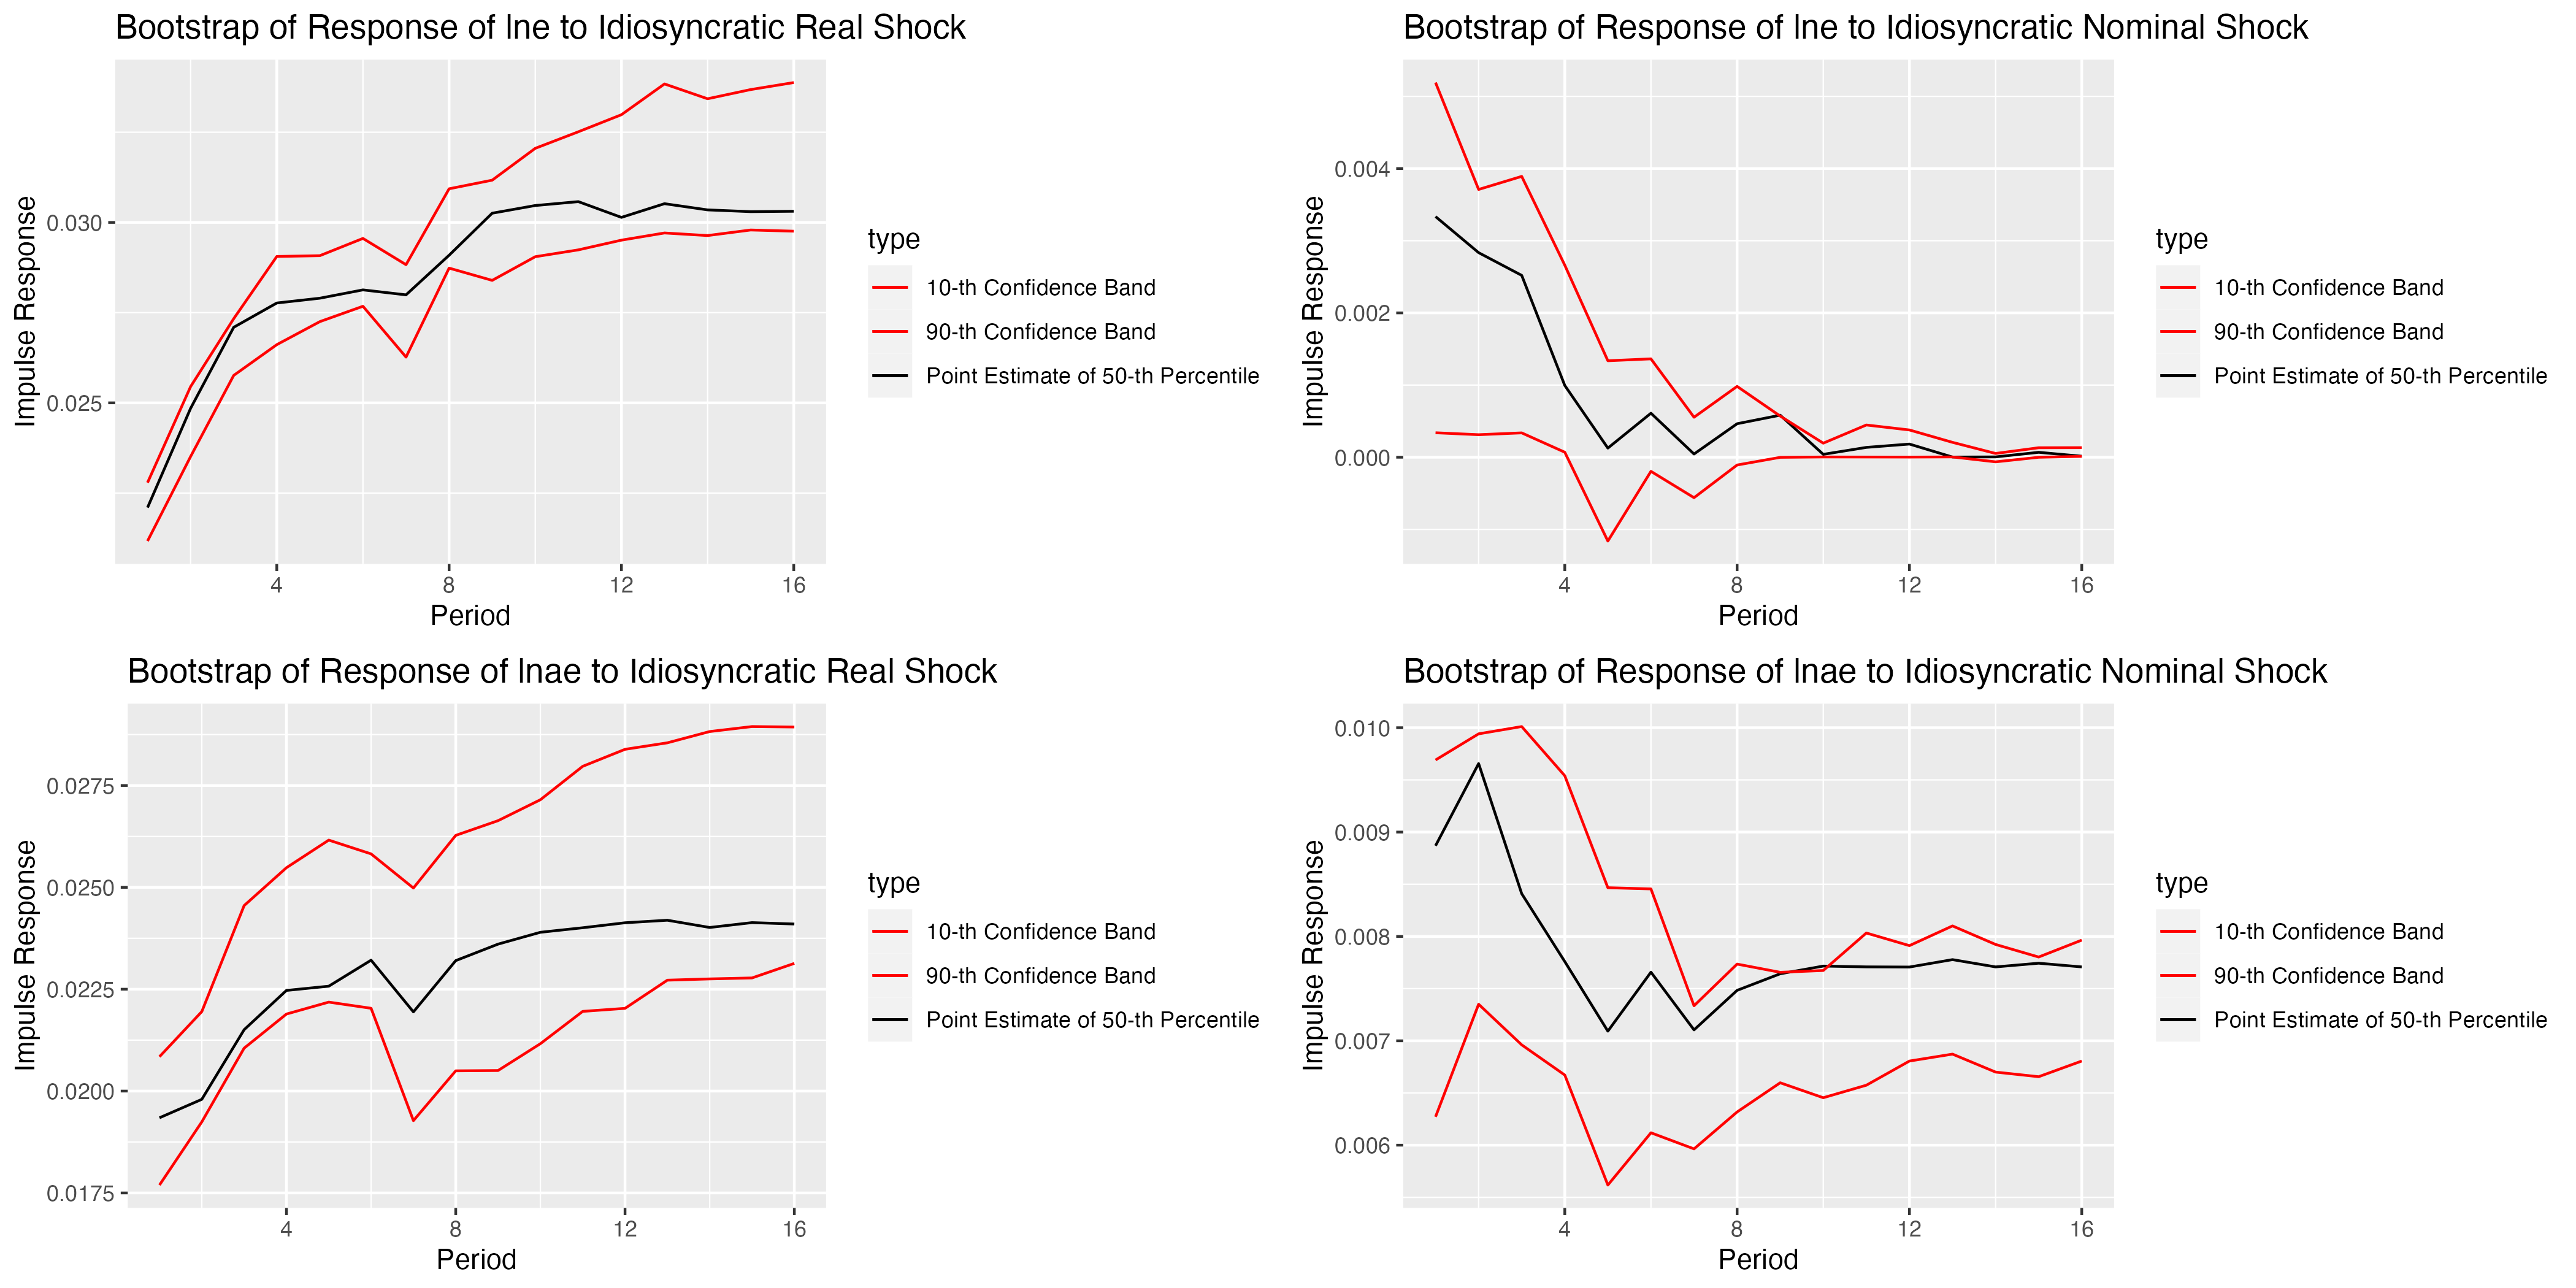 Bootstrap of Response of lne to Idiosyncratic Real Shock
Impulse Response
0.030
0.025
4 8 12 16
Period
type
10-th Confidence Band
90-th Confidence Band
Point Estimate of 50-th Percentile
Bootstrap of Response of lne to Idiosyncratic Nominal Shock
Impulse Response
0.004
0.002
0.000
4 8 12 16
Period
type
10-th Confidence Band
90-th Confidence Band
Point Estimate of 50-th Percentile
Bootstrap of Response of lnae to Idiosyncratic Real Shock
Impulse Response
0.0275
0.0250
0.0225
0.0200
0.0175
4 8 12 16
Period
type
10-th Confidence Band
90-th Confidence Band
Point Estimate of 50-th Percentile
Bootstrap of Response of lnae to Idiosyncratic Nominal Shock
Impulse Response
0.010
0.009
0.008
0.007
0.006
4 8 12 16
Period
type
10-th Confidence Band
90-th Confidence Band
Point Estimate of 50-th Percentile